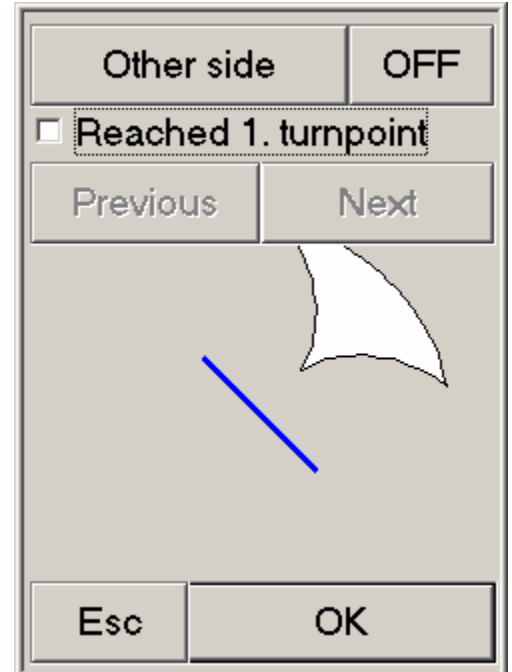 Other side OFF
Reached 1. turnpoint
Previous Next
Esc OK